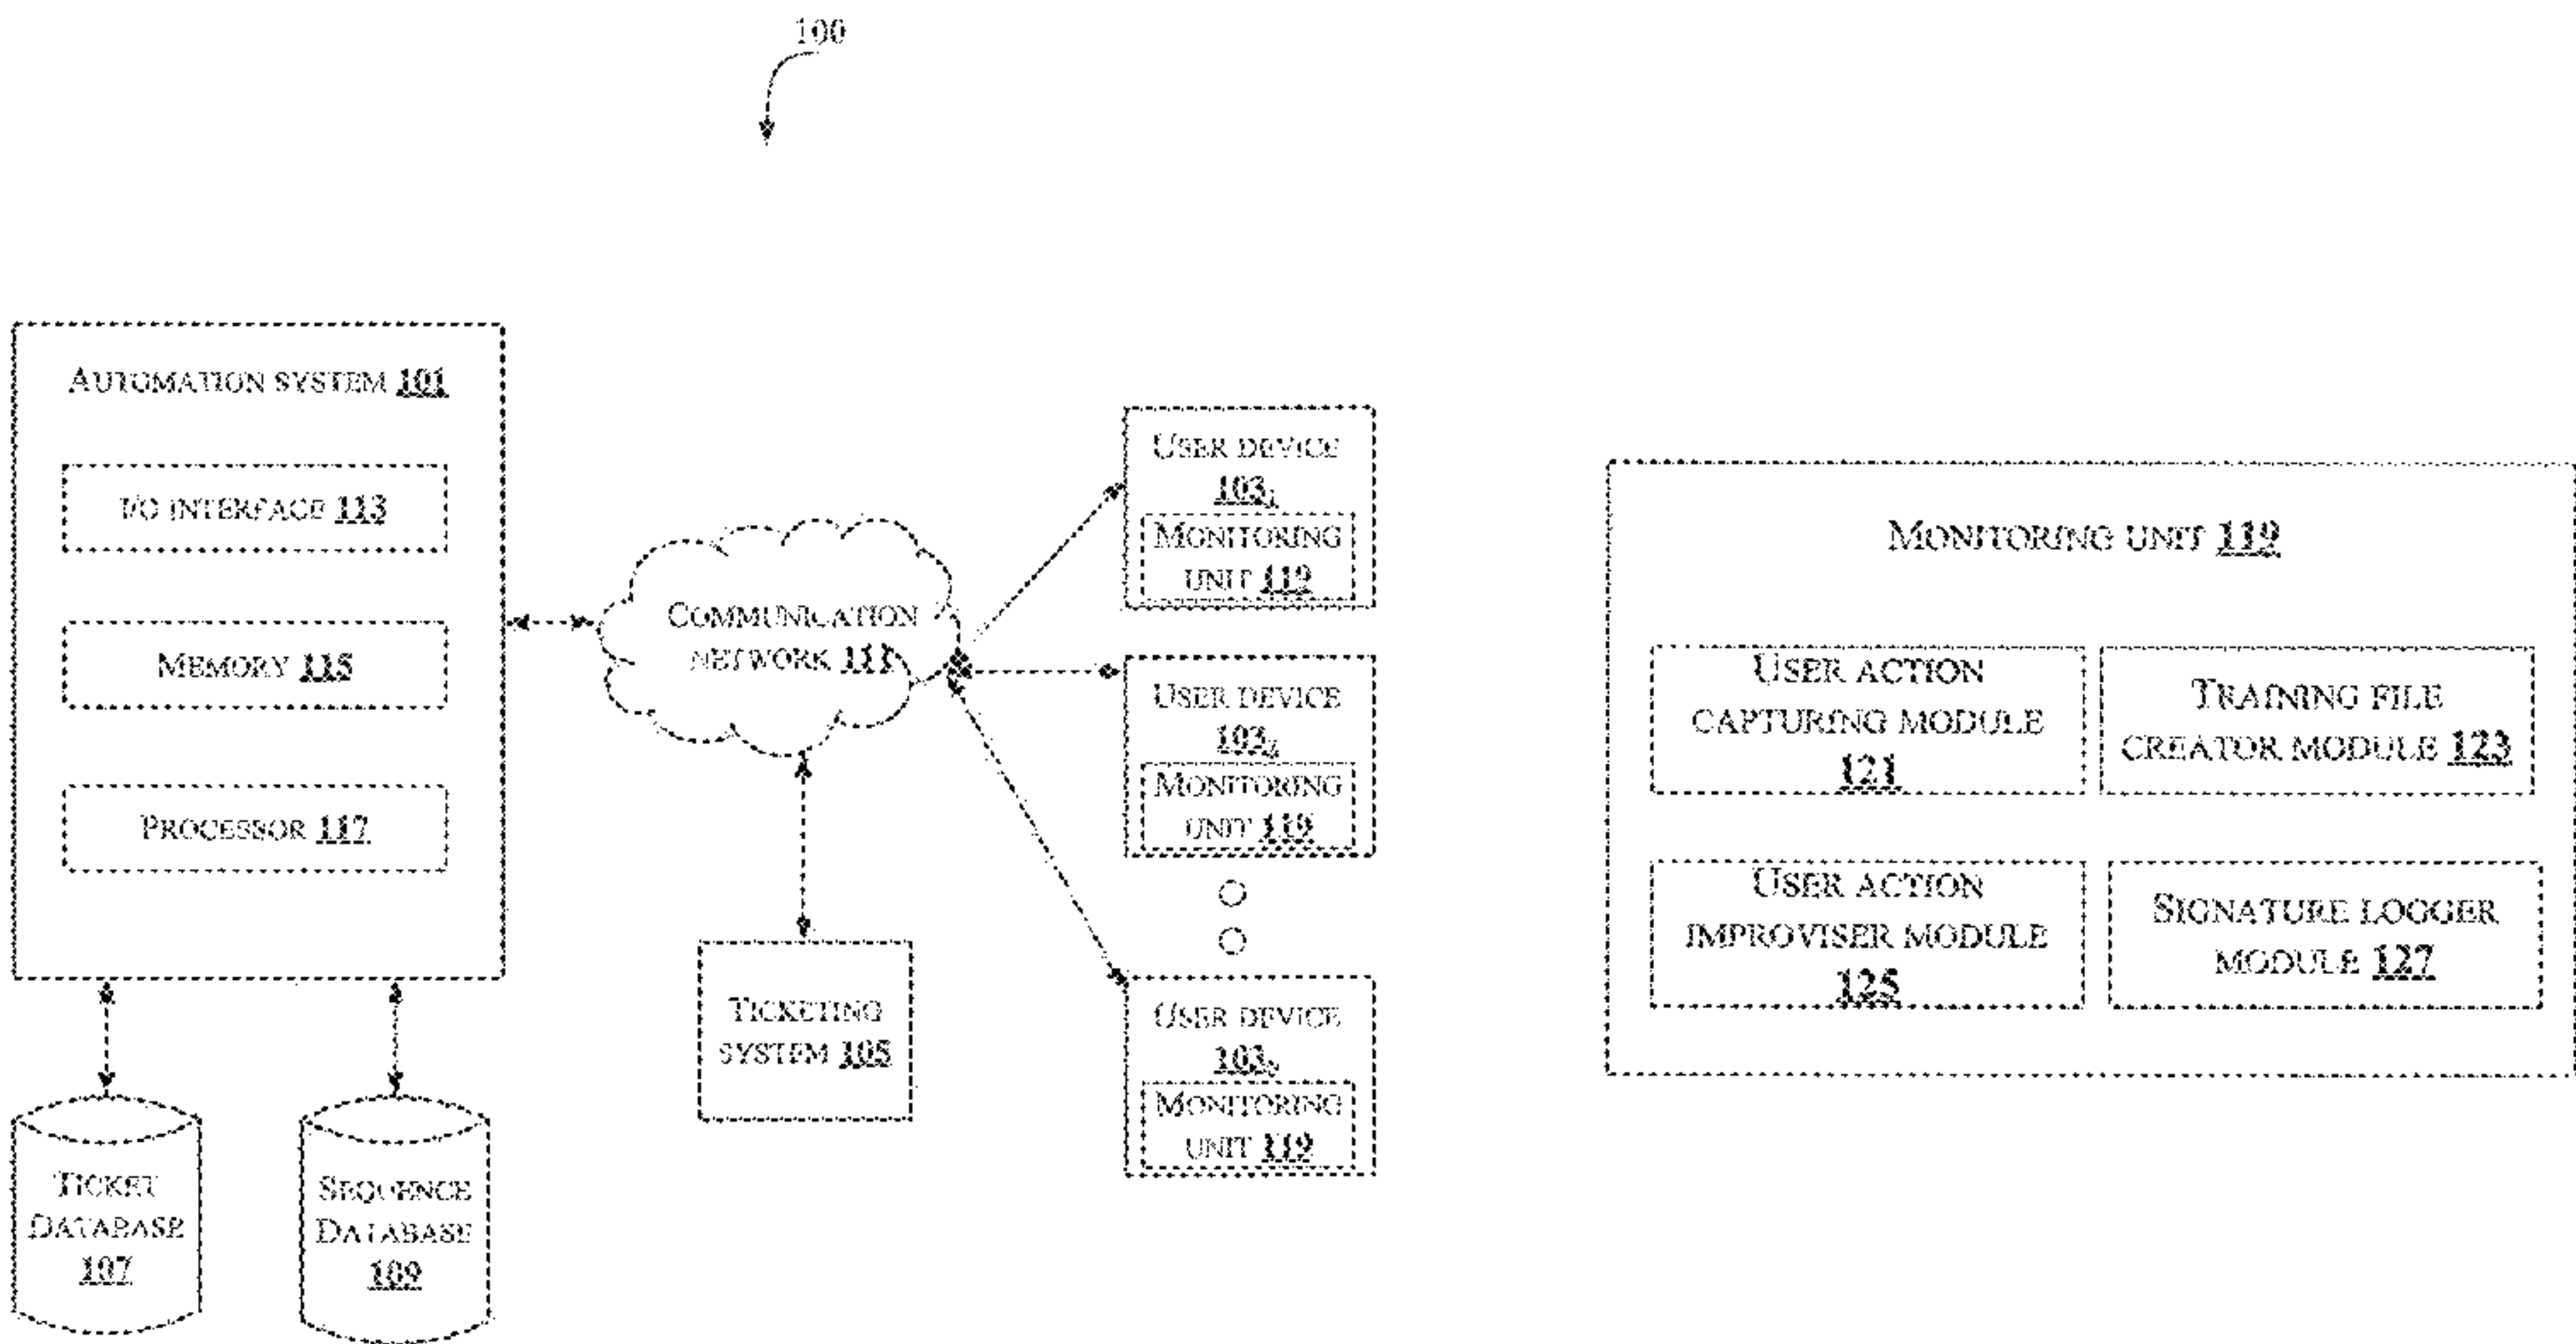 100
AUTOMATION SYSTEM 101
I/O INTERFACE 113
MEMORY 115
PROCESSOR 117
TICKET
DATABASE
107
SEQUENCE
DATABASE
109
COMMUNICATION
NETWORK 111
TICKETING
SYSTEM 105
USER DEVICE
103₁
MONITORING
UNIT 119
USER DEVICE
103₂
MONITORING
UNIT 119
USER DEVICE
103
MONITORING
UNIT 119
MONITORING UNIT 119
USER ACTION
CAPTURING MODULE
121
TRAINING FILE
CREATOR MODULE 123
USER ACTION
IMPROVISER MODULE
125
SIGNATURE LOGGER
MODULE 127